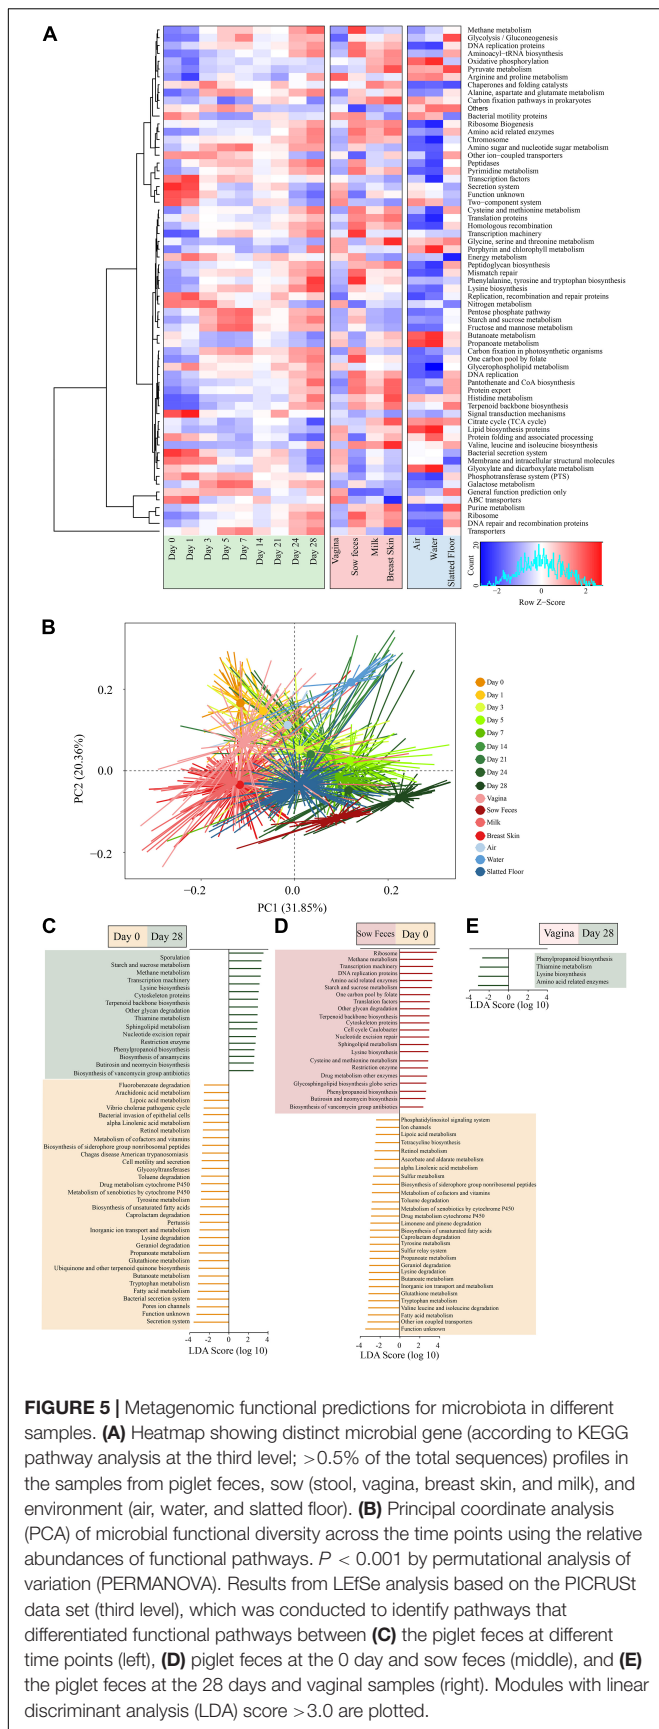 A
Methane metabolism
Glycolysis / Gluconeogenesis
DNA replication proteins
Aminoacyl-tRNA biosynthesis
Oxidative phosphorylation
Pyruvate metabolism
Arginine and proline metabolism
Chaperones and folding catalysts
Alanine, aspartate and glutamate metabolism
Carbon fixation pathways in prokaryotes
Others
Bacterial motility proteins
Ribosome Biogenesis
Amino acid related enzymes
Chromosome
Amino sugar and nucleotide sugar metabolism
Other ion-coupled transporters
Peptidases
Pyrimidine metabolism
Transcription factors
Secretion system
Function unknown
Two-component system
Cysteine and methionine metabolism
Translation proteins
Homologous recombination
Transcription machinery
Glycine, serine and threonine metabolism
Porphyrin and chlorophyll metabolism
Energy metabolism
Peptidoglycan biosynthesis
Mismatch repair
Phenylalanine, tyrosine and tryptophan biosynthesis
Lysine biosynthesis
Replication, recombination and repair proteins
Nitrogen metabolism
Pentose phosphate pathway
Starch and sucrose metabolism
Fructose and mannose metabolism
Butanoate metabolism
Propanoate metabolism
Carbon fixation in photosynthetic organisms
One carbon pool by folate
Glycerophospholipid metabolism
DNA replication
Pantothenate and CoA biosynthesis
Protein export
Histidine metabolism
Terpenoid backbone biosynthesis
Signal transduction mechanisms
Citrate cycle (TCA cycle)
Lipid biosynthesis proteins
Protein folding and associated processing
Valine, leucine and isoleucine biosynthesis
Bacterial secretion system
Membrane and intracellular structural molecules
Glyoxylate and dicarboxylate metabolism
Phosphotransferase system (PTS)
Galactose metabolism
General function prediction only
ABC transporters
Purine metabolism
Ribosome
DNA repair and recombination proteins
Transporters
Day 0
Day 1
Day 3
Day 5
Day 7
Day 14
Day 21
Day 24
Day 28
Vagina
Sow feces
Milk
Breast Skin
Air
Water
Slatted Floor
Count
0 20
−2 0 2
Row Z−Score
B
PC2 (20.36%)
0.2
0.0
−0.2
−0.2 0.0 0.2
PC1 (31.85%)
Day 0
Day 1
Day 3
Day 5
Day 7
Day 14
Day 21
Day 24
Day 28
Vagina
Sow Feces
Milk
Breast Skin
Air
Water
Slatted Floor
C
Day 0 Day 28
Sporulation
Starch and sucrose metabolism
Methane metabolism
Transcription machinery
Lysine biosynthesis
Cytoskeleton proteins
Terpenoid backbone biosynthesis
Other glycan degradation
Thiamine metabolism
Sphingolipid metabolism
Nucleotide excision repair
Restriction enzyme
Phenylpropanoid biosynthesis
Biosynthesis of ansamycins
Butirosin and neomycin biosynthesis
Biosynthesis of vancomycin group antibiotics
Fluorobenzoate degradation
Arachidonic acid metabolism
Lipoic acid metabolism
Vibrio cholerae pathogenic cycle
Bacterial invasion of epithelial cells
alpha Linolenic acid metabolism
Retinol metabolism
Metabolism of cofactors and vitamins
Biosynthesis of siderophore group nonribosomal peptides
Chagas disease American trypanosomiasis
Cell motility and secretion
Glycosyltransferases
Toluene degradation
Drug metabolism cytochrome P450
Metabolism of xenobiotics by cytochrome P450
Tyrosine metabolism
Biosynthesis of unsaturated fatty acids
Caprolactam degradation
Pertussis
Inorganic ion transport and metabolism
Lysine degradation
Geraniol degradation
Propanoate metabolism
Glutathione metabolism
Ubiquinone and other terpenoid quinone biosynthesis
Butanoate metabolism
Tryptophan metabolism
Fatty acid metabolism
Bacterial secretion system
Pores ion channels
Function unknown
Secretion system
-4 -2 0 2 4
LDA Score (log 10)
D
Sow Feces Day 0
Ribosome
Methane metabolism
Transcription machinery
DNA replication proteins
Amino acid related enzymes
Starch and sucrose metabolism
One carbon pool by folate
Translation factors
Other glycan degradation
Terpenoid backbone biosynthesis
Cytoskeleton proteins
Cell cycle Caulobacter
Nucleotide excision repair
Sphingolipid metabolism
Lysine biosynthesis
Cysteine and methionine metabolism
Restriction enzyme
Drug metabolism other enzymes
Glycosphingolipid biosynthesis globo series
Phenylpropanoid biosynthesis
Butirosin and neomycin biosynthesis
Biosynthesis of vancomycin group antibiotics
Phosphatidylinositol signaling system
Ion channels
Lipoic acid metabolism
Tetracycline biosynthesis
Retinol metabolism
Ascorbate and aldarate metabolism
alpha Linolenic acid metabolism
Sulfur metabolism
Biosynthesis of siderophore group nonribosomal peptides
Metabolism of cofactors and vitamins
Toluene degradation
Metabolism of xenobiotics by cytochrome P450
Drug metabolism cytochrome P450
Limonene and pinene degradation
Biosynthesis of unsaturated fatty acids
Caprolactam degradation
Tyrosine metabolism
Sulfur relay system
Propanoate metabolism
Geraniol degradation
Lysine degradation
Butanoate metabolism
Inorganic ion transport and metabolism
Glutathione metabolism
Tryptophan metabolism
Valine leucine and isoleucine degradation
Fatty acid metabolism
Other ion coupled transporters
Function unknown
-4 -2 0 2 4
LDA Score (log 10)
E
Vagina Day 28
Phenylpropanoid biosynthesis
Thiamine metabolism
Lysine biosynthesis
Amino acid related enzymes
-4 -2 0 2 4
LDA Score (log 10)
FIGURE 5 | Metagenomic functional predictions for microbiota in different
samples. (A) Heatmap showing distinct microbial gene (according to KEGG
pathway analysis at the third level; >0.5% of the total sequences) profiles in
the samples from piglet feces, sow (stool, vagina, breast skin, and milk), and
environment (air, water, and slatted floor). (B) Principal coordinate analysis
(PCA) of microbial functional diversity across the time points using the relative
abundances of functional pathways. P < 0.001 by permutational analysis of
variation (PERMANOVA). Results from LEfSe analysis based on the PICRUSt
data set (third level), which was conducted to identify pathways that
differentiated functional pathways between (C) the piglet feces at different
time points (left), (D) piglet feces at the 0 day and sow feces (middle), and (E)
the piglet feces at the 28 days and vaginal samples (right). Modules with linear
discriminant analysis (LDA) score >3.0 are plotted.